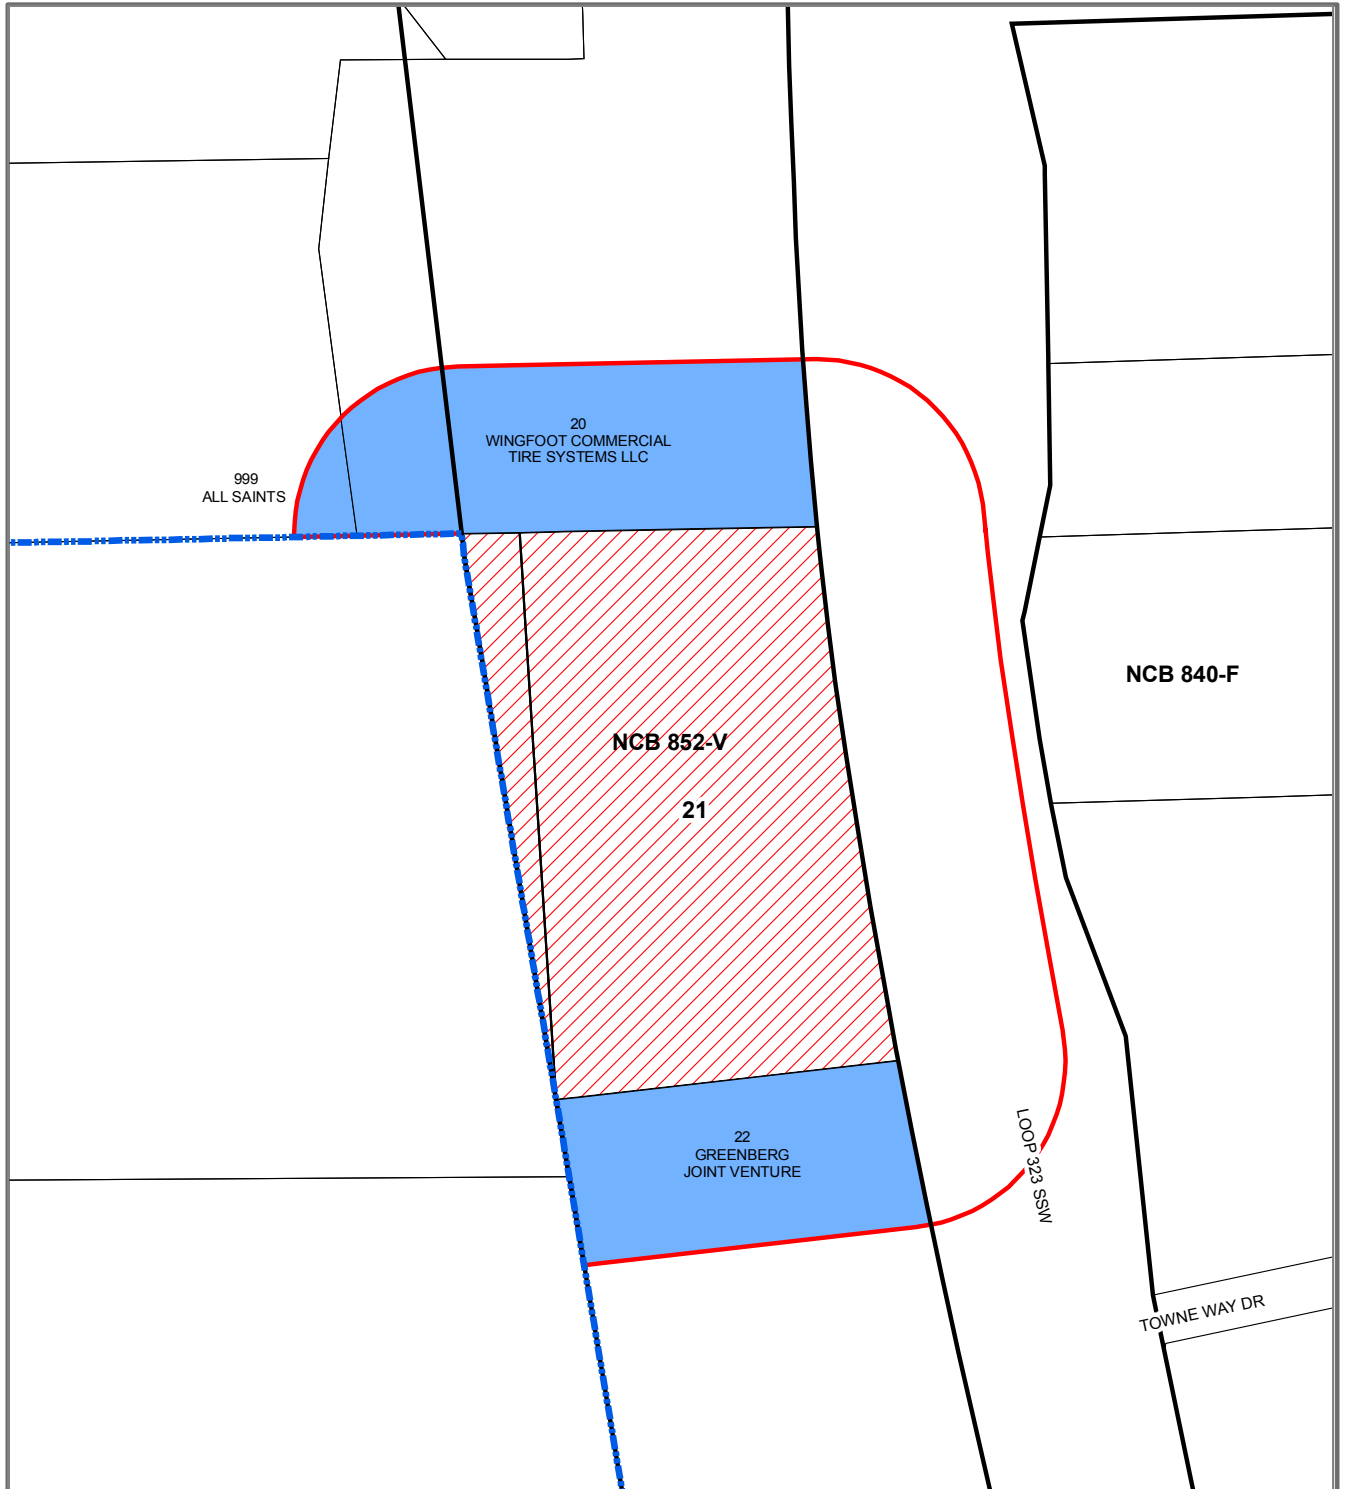 20
WINGFOOT COMMERCIAL
TIRE SYSTEMS LLC
999
ALL SAINTS
NCB 840-F
NCB 852-V
21
22
GREENBERG
JOINT VENTURE
LOOP 323 SSW
TOWNE WAY DR